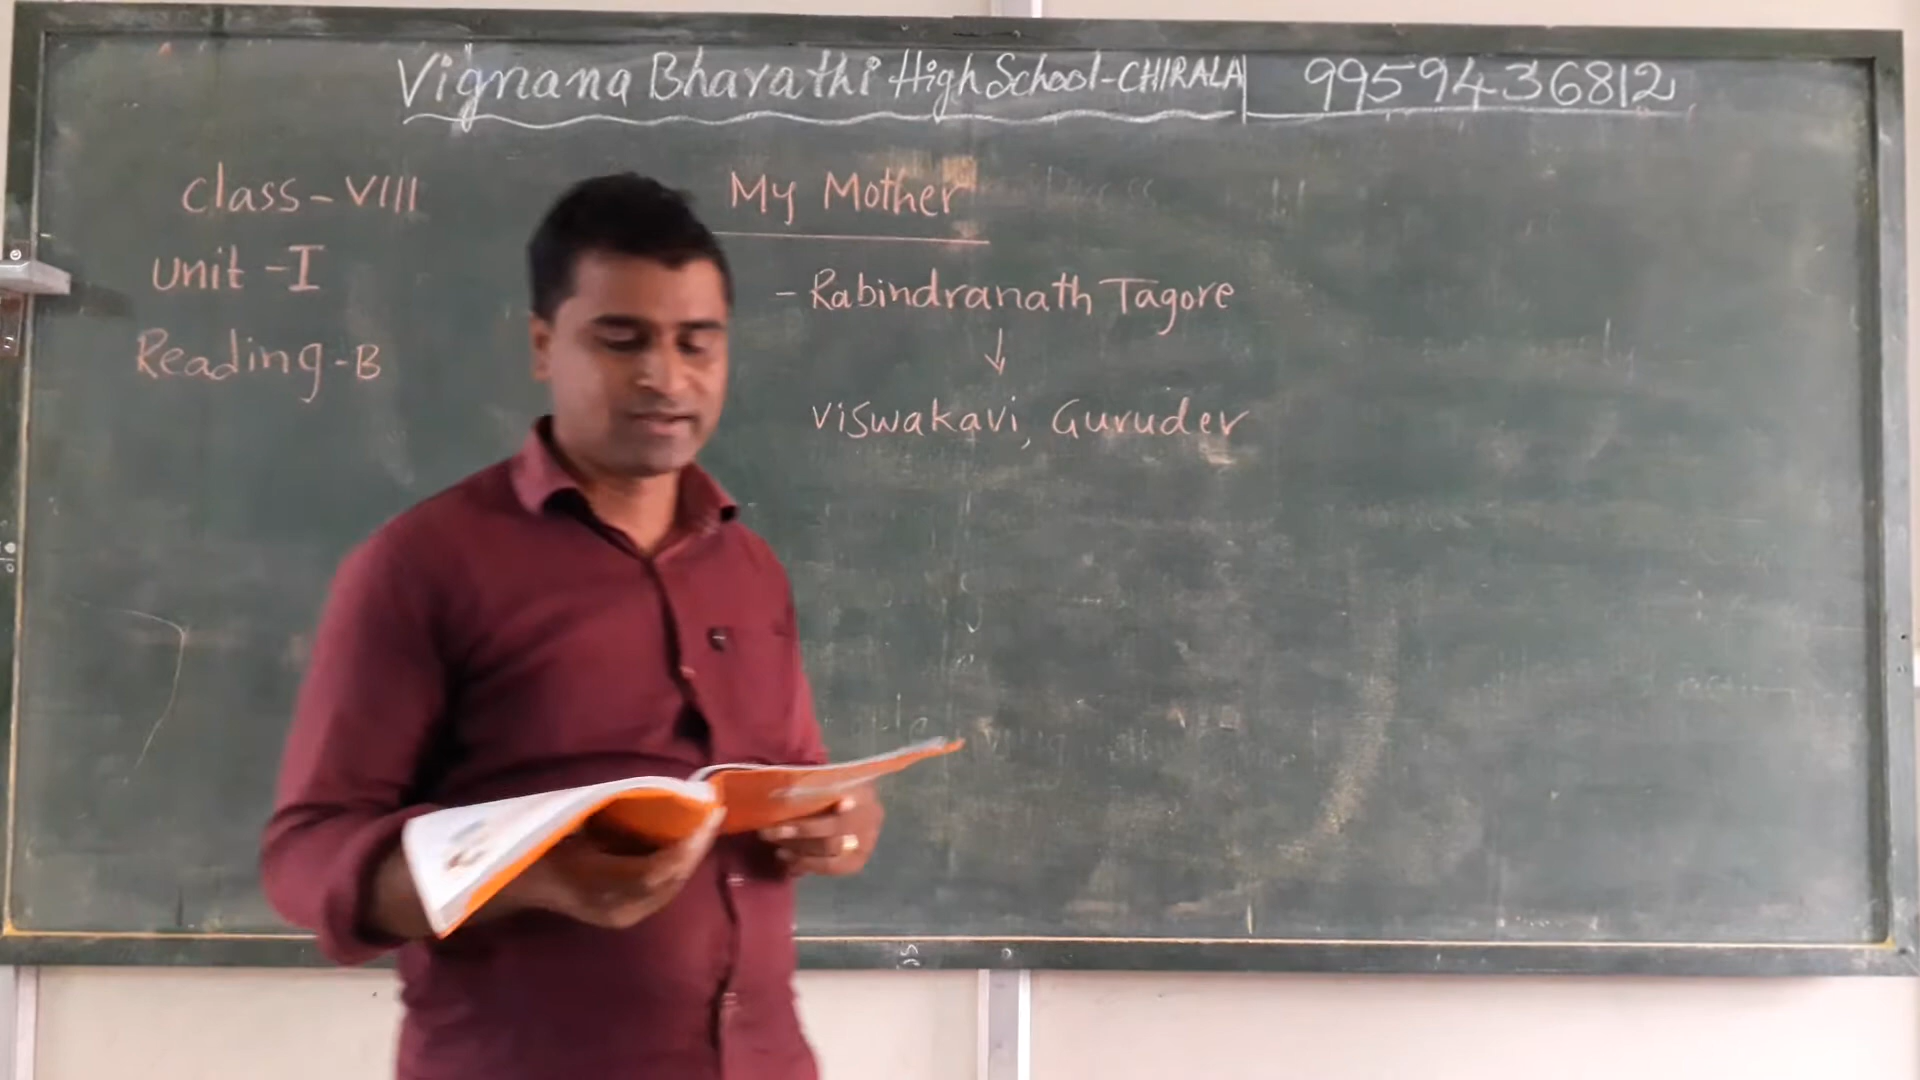 Vignana Bharathi High School-CHIRALA 9959436812
class-VIII
unit-I
Reading-B
My Mother
- Rabindranath Tagore
↓
Viswakavi, Gurudev